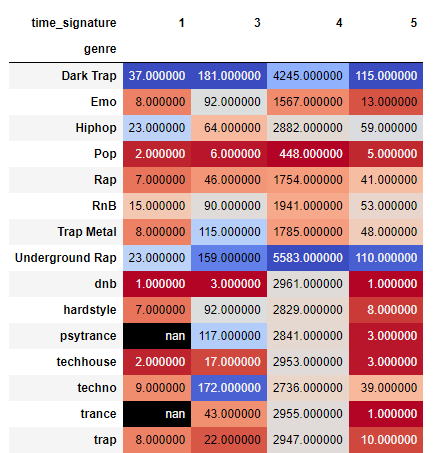 time_signature 1 3 4 5
genre
Dark Trap 37.000000 181.000000 4245.000000 115.000000
Emo 8.000000 92.000000 1567.000000 13.000000
Hiphop 23.000000 64.000000 2882.000000 59.000000
Pop 2.000000 6.000000 448.000000 5.000000
Rap 7.000000 46.000000 1754.000000 41.000000
RnB 15.000000 90.000000 1941.000000 53.000000
Trap Metal 8.000000 115.000000 1785.000000 48.000000
Underground Rap 23.000000 159.000000 5583.000000 110.000000
dnb 1.000000 3.000000 2961.000000 1.000000
hardstyle 7.000000 92.000000 2829.000000 8.000000
psytrance nan 117.000000 2841.000000 3.000000
techhouse 2.000000 17.000000 2953.000000 3.000000
techno 9.000000 172.000000 2736.000000 39.000000
trance nan 43.000000 2955.000000 1.000000
trap 8.000000 22.000000 2947.000000 10.000000